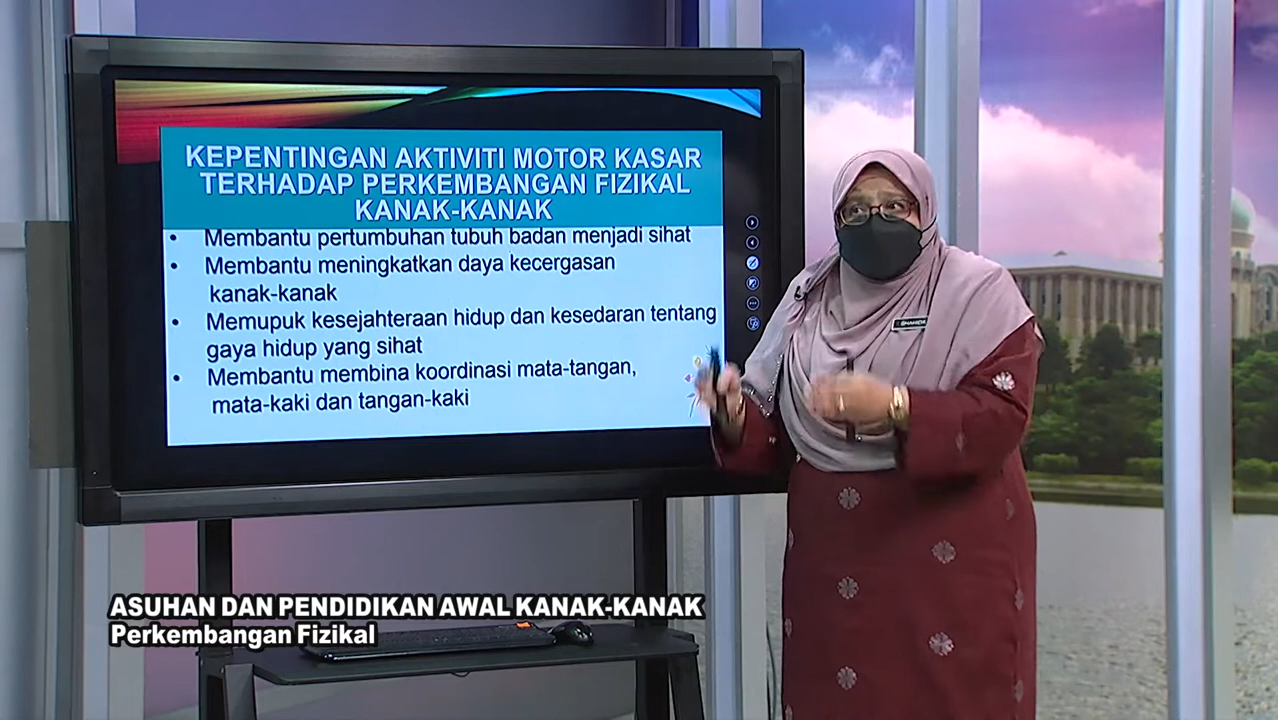 KEPENTINGAN AKTIVITI MOTOR KASAR
TERHADAP PERKEMBANGAN FIZIKAL
KANAK-KANAK
• Membantu pertumbuhan tubuh badan menjadi sihat
• Membantu meningkatkan daya kecergasan
kanak-kanak
• Memupuk kesejahteraan hidup dan kesedaran tentang
gaya hidup yang sihat
• Membantu membina koordinasi mata-tangan,
mata-kaki dan tangan-kaki
ASUHAN DAN PENDIDIKAN AWAL KANAK-KANAK
Perkembangan Fizikal